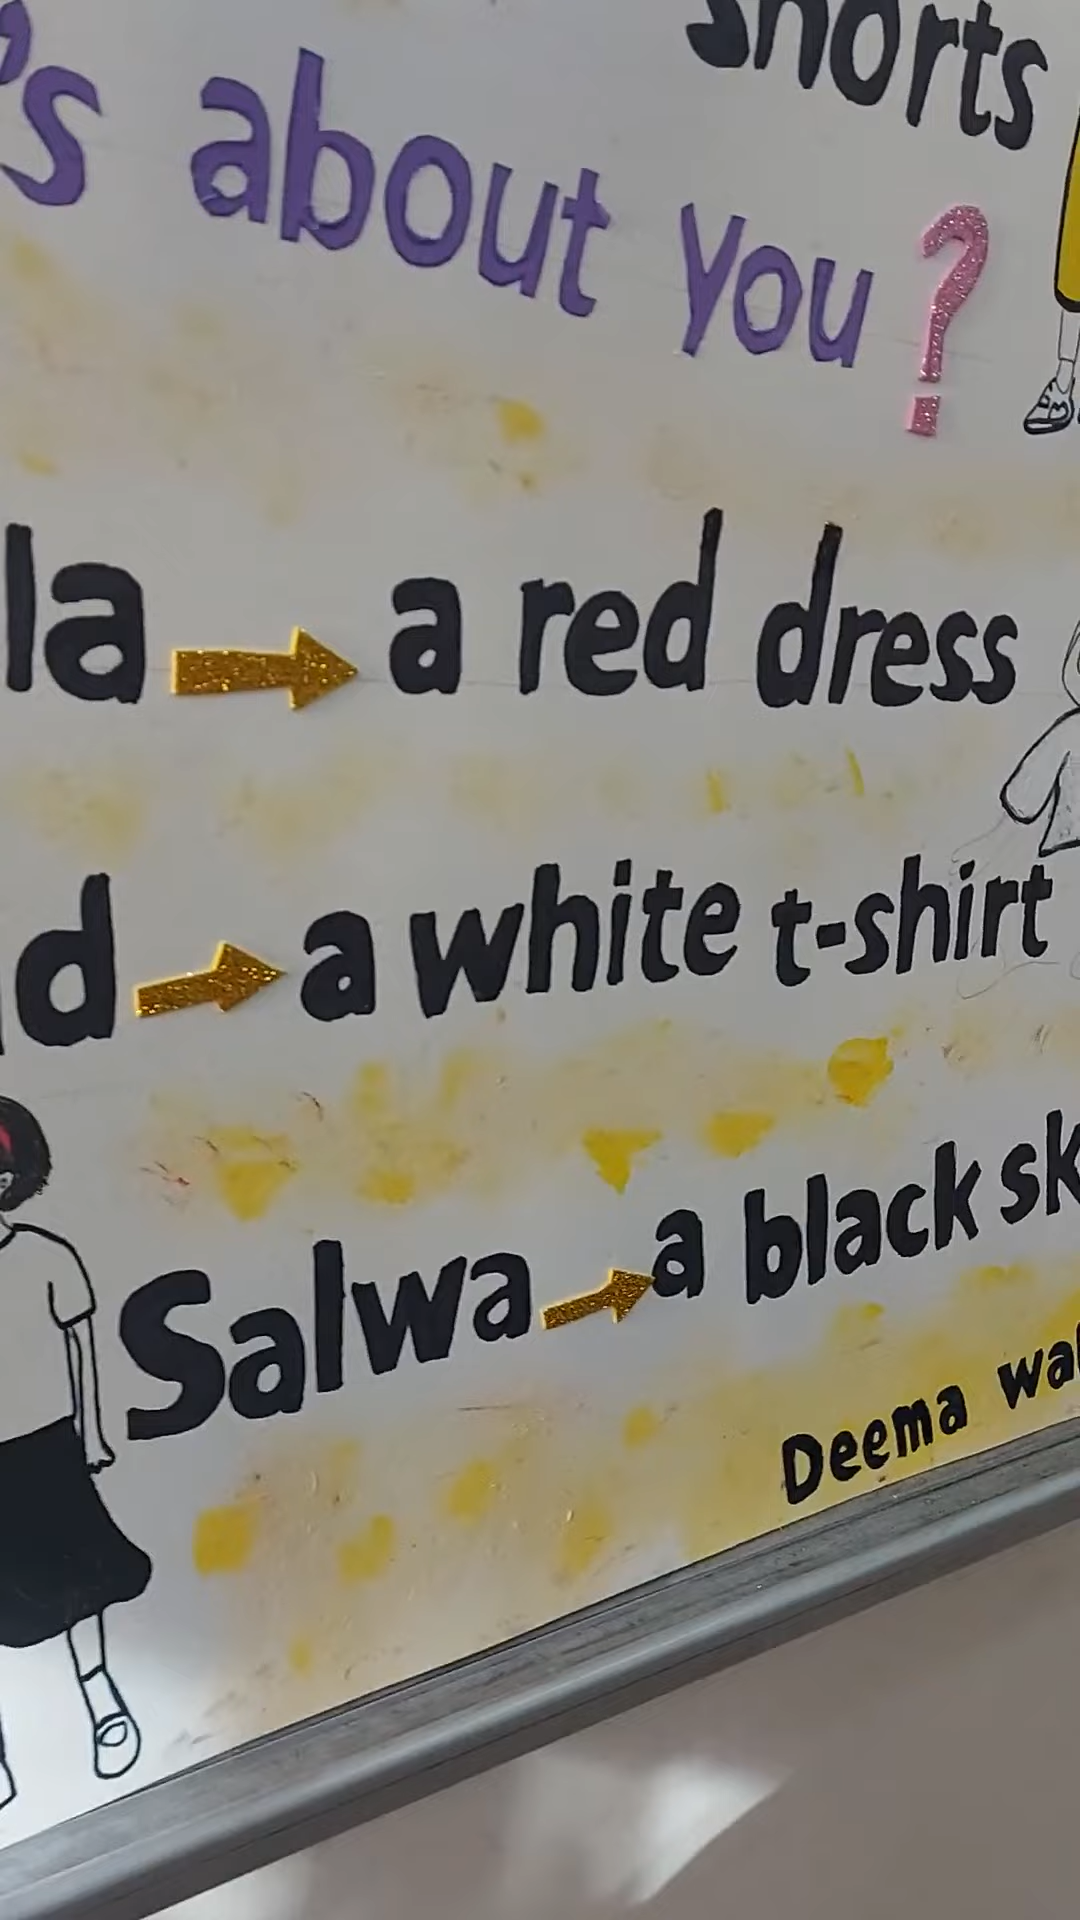 shorts
's about you?
la → a red dress
d → a white t-shirt
Salwa → a black sk
Deema wa